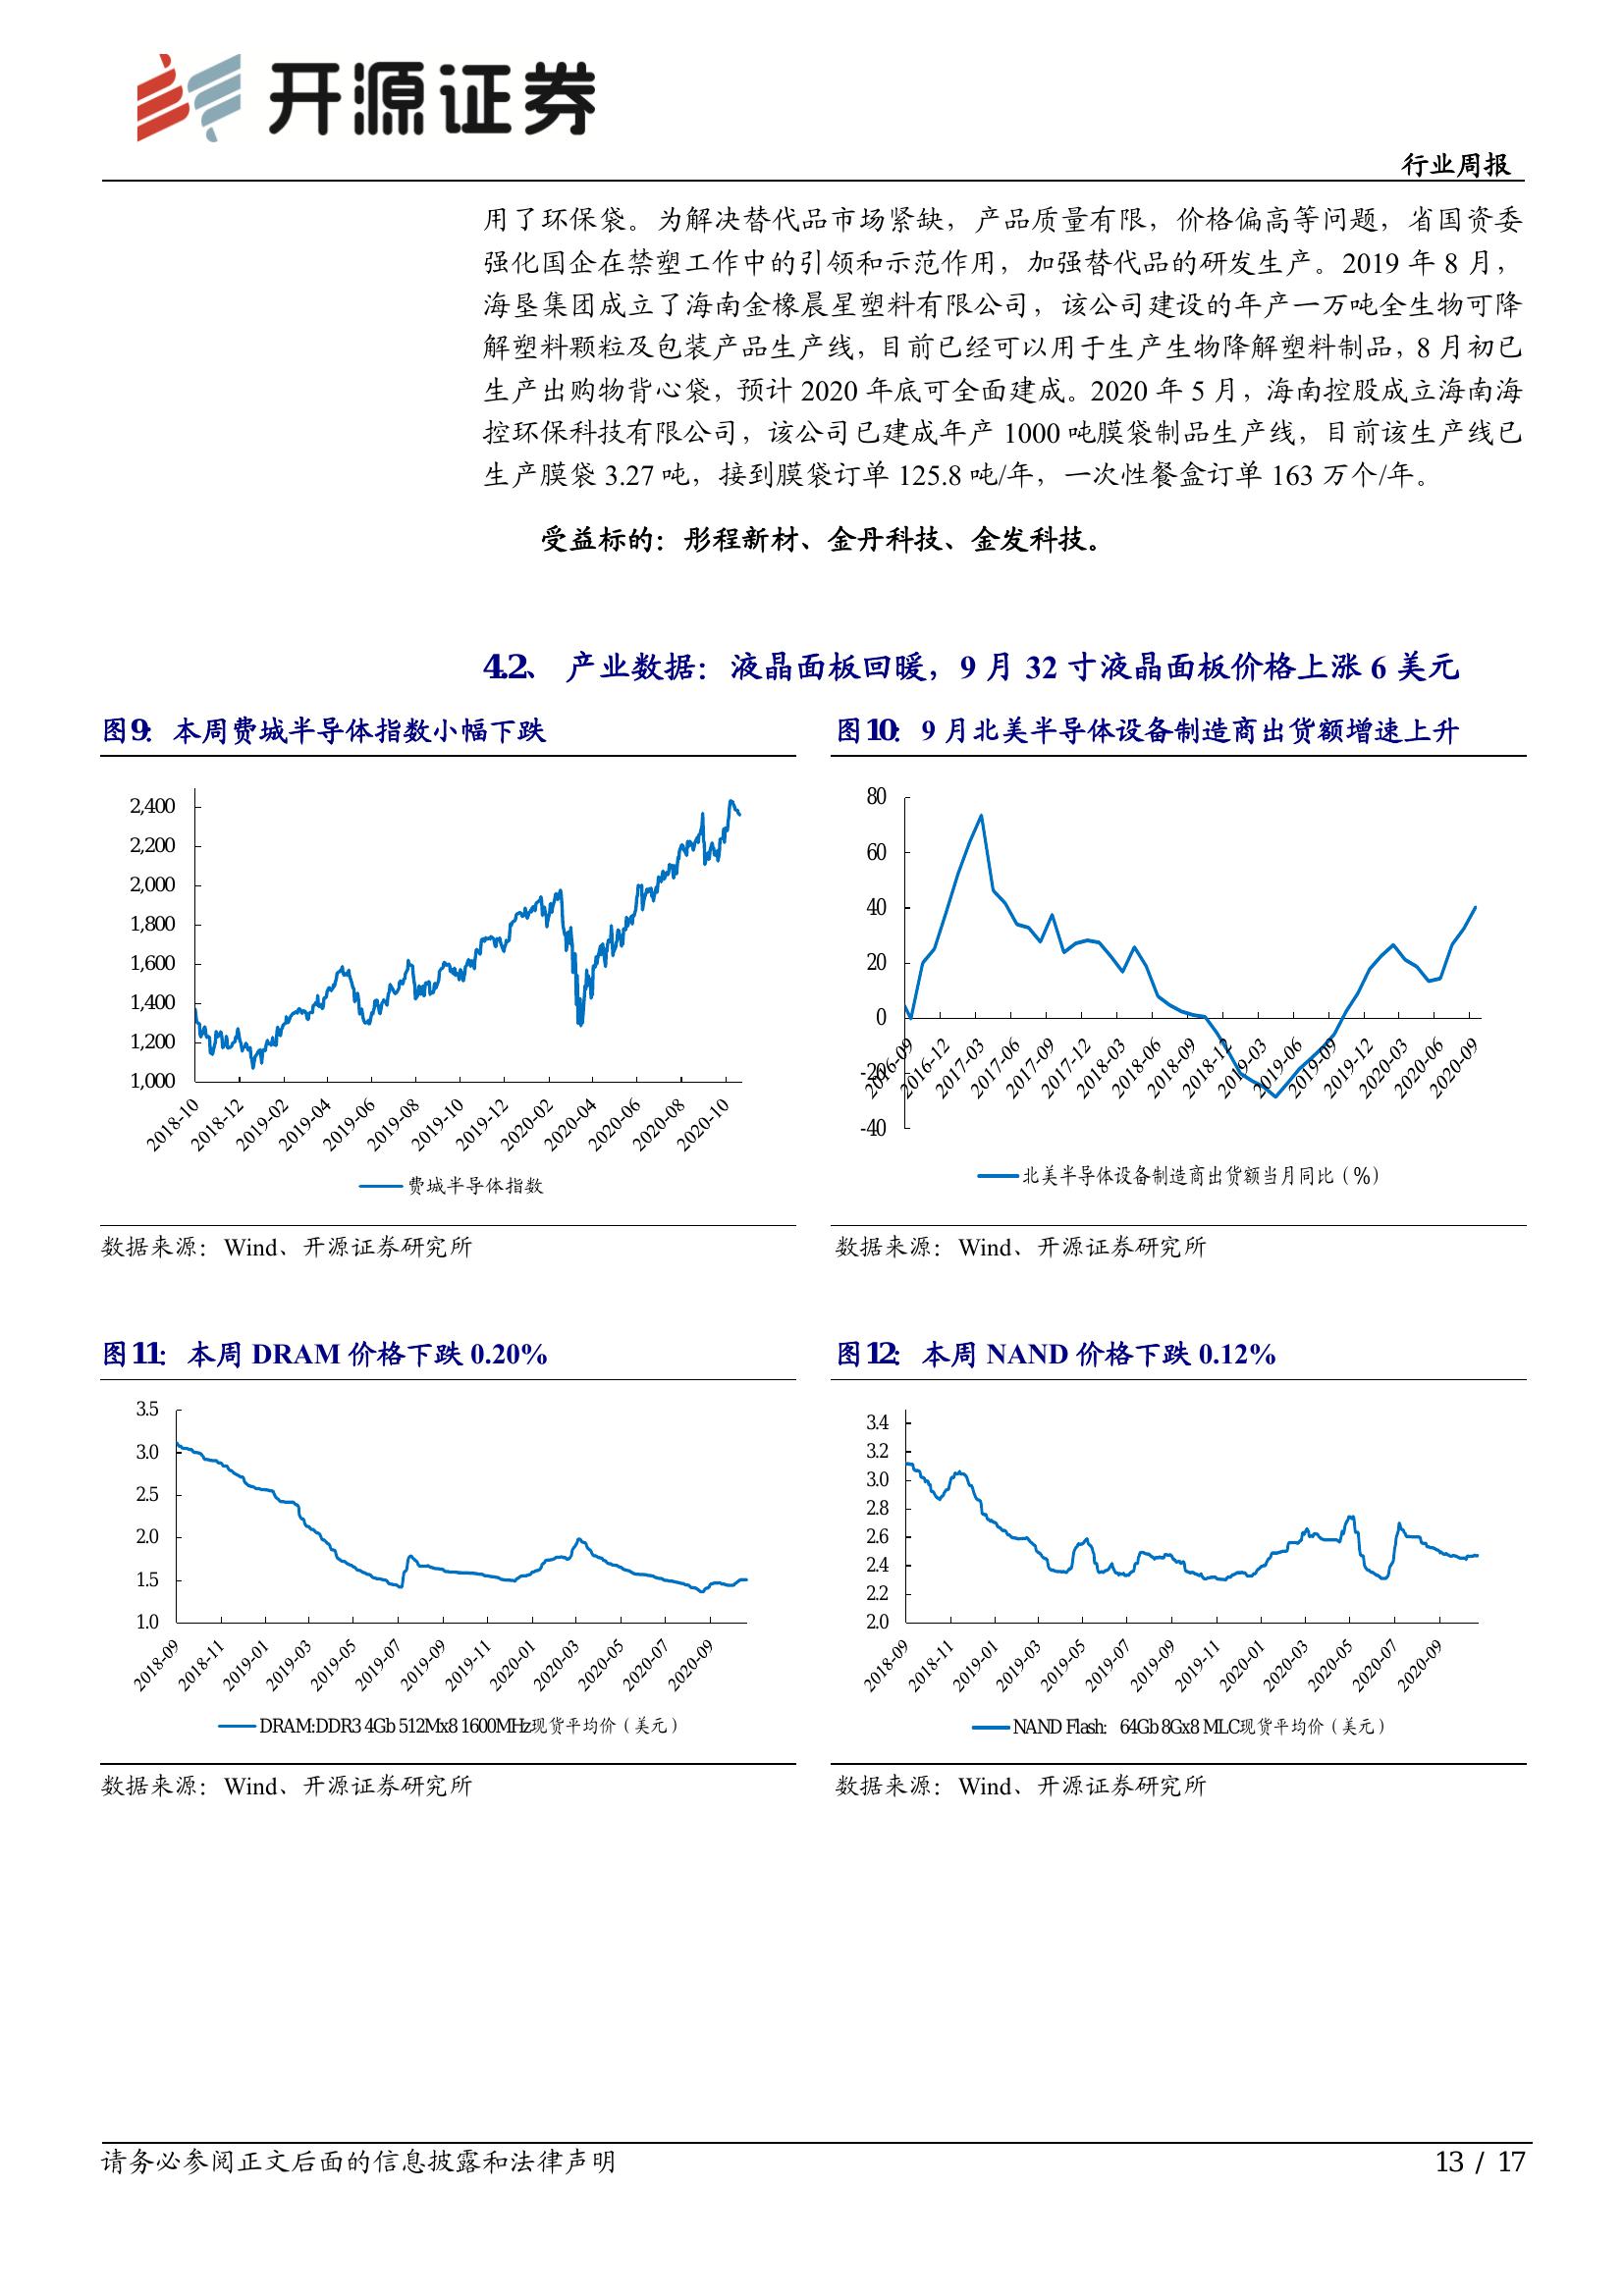 开源证券
行业周报
用了环保袋。为解决替代品市场紧缺，产品质量有限，价格偏高等问题，省国资委
强化国企在禁塑工作中的引领和示范作用，加强替代品的研发生产。2019 年 8 月，
海垦集团成立了海南金橡晨星塑料有限公司，该公司建设的年产一万吨全生物可降
解塑料颗粒及包装产品生产线，目前已经可以用于生产生物降解塑料制品，8 月初已
生产出购物背心袋，预计 2020 年底可全面建成。2020 年 5 月，海南控股成立海南海
控环保科技有限公司，该公司已建成年产 1000 吨膜袋制品生产线，目前该生产线已
生产膜袋 3.27 吨，接到膜袋订单 125.8 吨/年，一次性餐盒订单 163 万个/年。
受益标的：彤程新材、金丹科技、金发科技。
4.2、 产业数据：液晶面板回暖，9 月 32 寸液晶面板价格上涨 6 美元
图9：本周费城半导体指数小幅下跌
2,400
2,200
2,000
1,800
1,600
1,400
1,200
1,000
2018-10 2018-12 2019-02 2019-04 2019-06 2019-08 2019-10 2019-12 2020-02 2020-04 2020-06 2020-08 2020-10
费城半导体指数
数据来源：Wind、开源证券研究所
图10：9 月北美半导体设备制造商出货额增速上升
80
60
40
20
0
-20
-40
2016-09 2016-12 2017-03 2017-06 2017-09 2017-12 2018-03 2018-06 2018-09 2018-12 2019-03 2019-06 2019-09 2019-12 2020-03 2020-06 2020-09
北美半导体设备制造商出货额当月同比（%）
数据来源：Wind、开源证券研究所
图11：本周 DRAM 价格下跌 0.20%
3.5
3.0
2.5
2.0
1.5
1.0
2018-09 2018-11 2019-01 2019-03 2019-05 2019-07 2019-09 2019-11 2020-01 2020-03 2020-05 2020-07 2020-09
DRAM:DDR3 4Gb 512Mx8 1600MHz现货平均价（美元）
数据来源：Wind、开源证券研究所
图12：本周 NAND 价格下跌 0.12%
3.4
3.2
3.0
2.8
2.6
2.4
2.2
2.0
2018-09 2018-11 2019-01 2019-03 2019-05 2019-07 2019-09 2019-11 2020-01 2020-03 2020-05 2020-07 2020-09
NAND Flash: 64Gb 8Gx8 MLC现货平均价（美元）
数据来源：Wind、开源证券研究所
请务必参阅正文后面的信息披露和法律声明
13 / 17